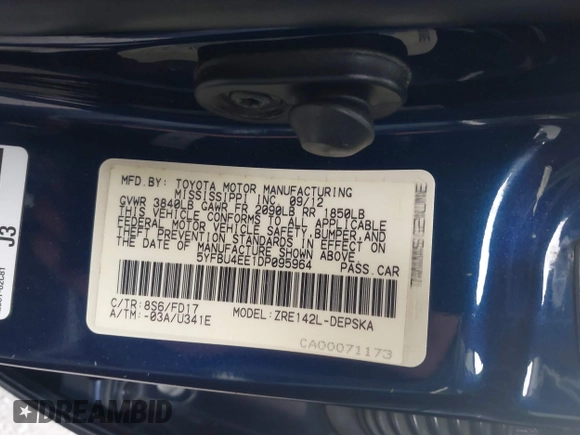 MFD.BY: TOYOTA MOTOR MANUFACTURING
MISSISSIPPI INC. 09/12
GVWR 3840LB GAWR FR 2090LB RR 1850LB
THIS VEHICLE CONFORMS TO ALL APPLICABLE
FEDERAL MOTOR VEHICLE SAFETY AND
THEFT PREVENTION STANDARDS IN EFFECT ON THE DATE
OF MANUFACTURE SHOWN ABOVE.
5YFBU4EE1DP095964 PASS.CAR
C/TR: 8S6/FD17 MODEL: ZRE142L-DEPSKA
A/TM: -03A/U341E
CA00071173
J3
DREAMBID